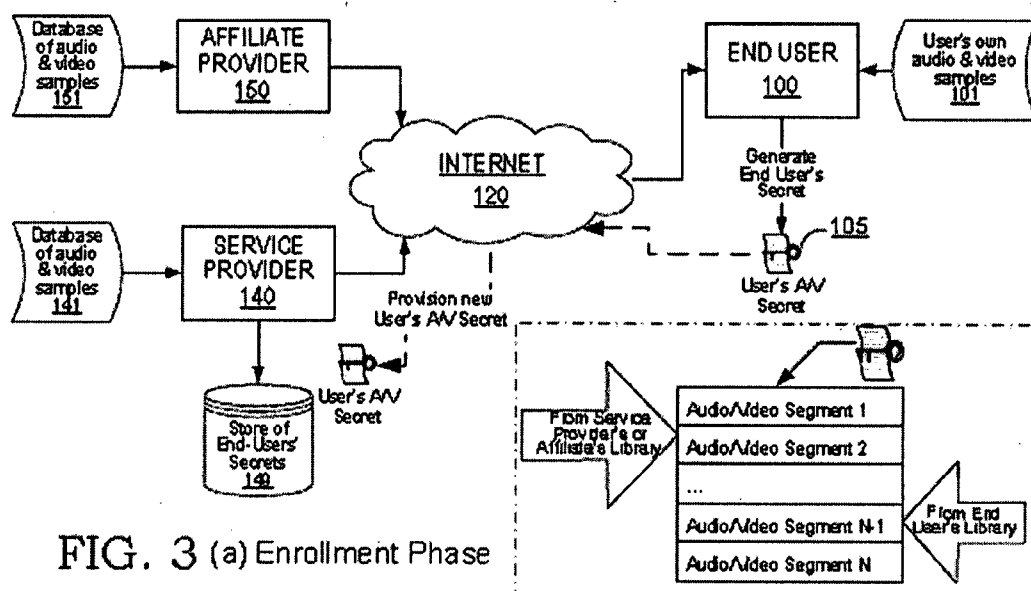 Database
of audio
& video
samples
151
AFFILIATE
PROVIDER
150
INTERNET
120
END USER
100
User's own
audio & video
samples
101
Generate
End User's
Secret
105
User's A/V
Secret
Database
of audio
& video
samples
141
SERVICE
PROVIDER
140
Provision new
User's A/V Secret
User's A/V
Secret
Store of
End-Users'
Secrets
149
From Service
Provider's or
Affiliate's Library
Audio/Video Segment 1
Audio/Video Segment 2
...
Audio/Video Segment N-1
Audio/Video Segment N
From End
User's Library
FIG. 3 (a) Enrollment Phase